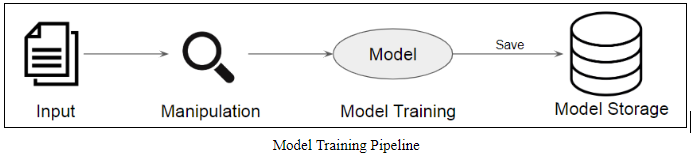 Model
Save
Input
Manipulation
Model Training
Model Storage
Model Training Pipeline